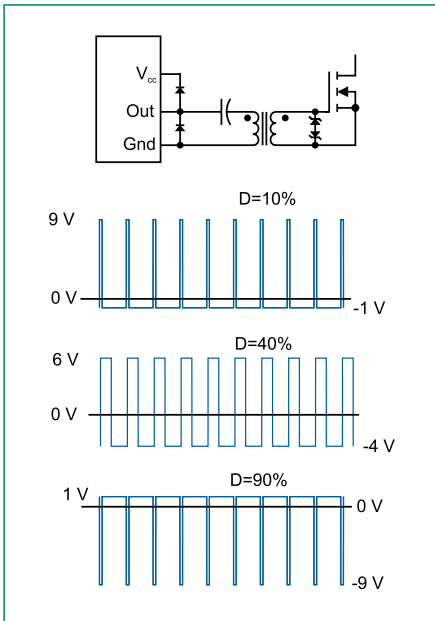 Vcc
Out
Gnd
D=10%
9 V
0 V
-1 V
D=40%
6 V
0 V
-4 V
D=90%
1 V
0 V
-9 V